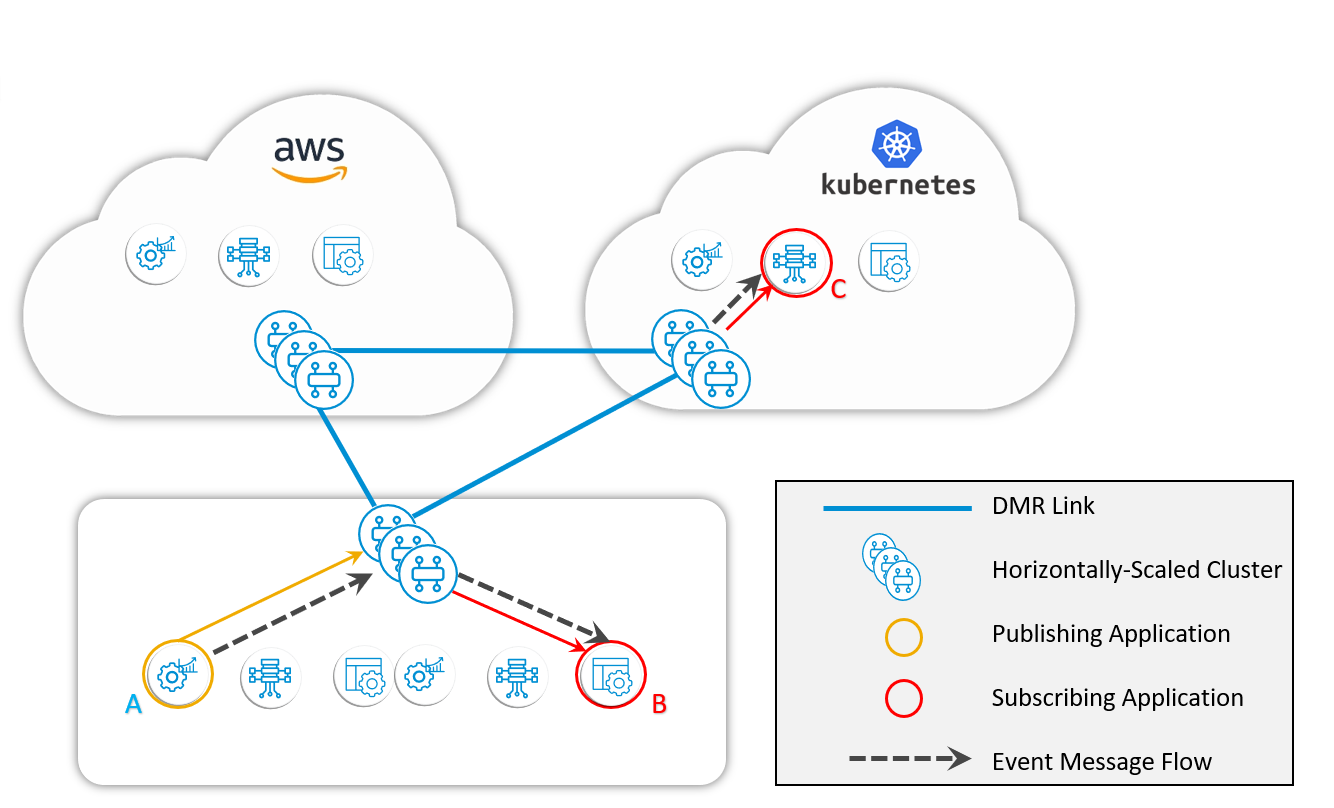 aws
kubernetes
C
A
B
DMR Link
Horizontally-Scaled Cluster
Publishing Application
Subscribing Application
Event Message Flow